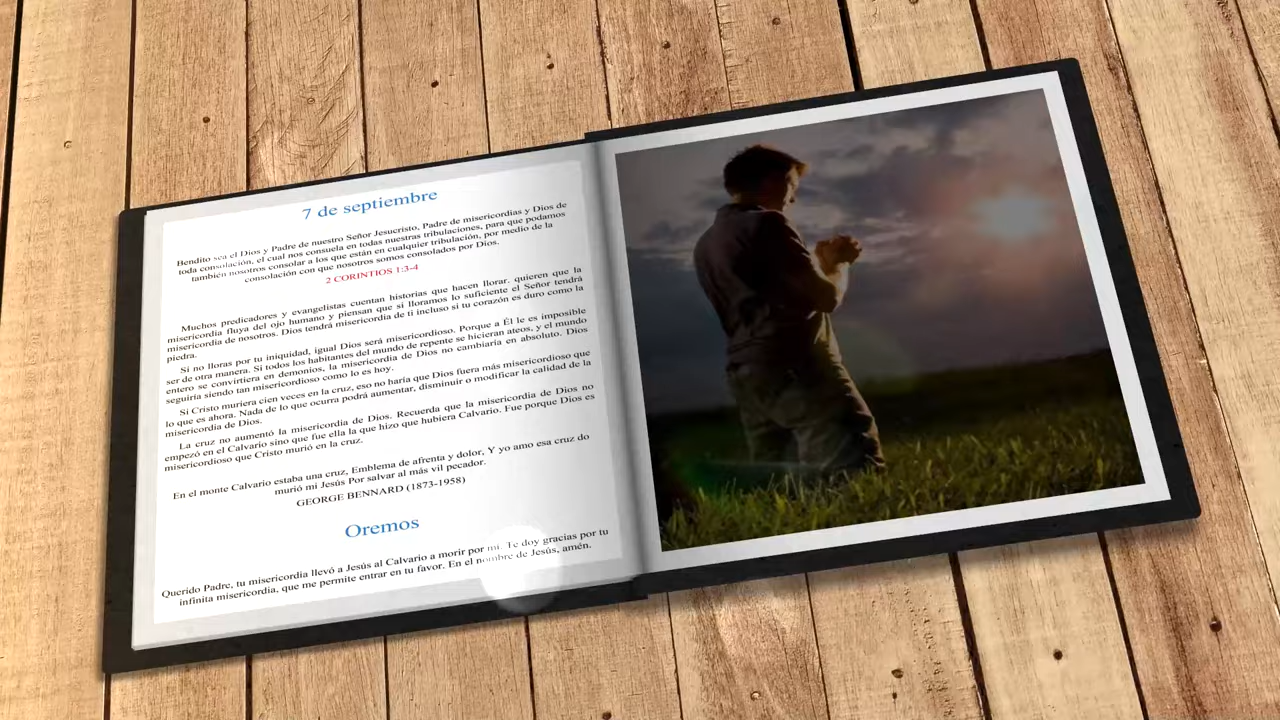 7 de septiembre
Bendito sea el Dios y Padre de nuestro Señor Jesucristo, Padre de misericordias y Dios de
toda consolación, el cual nos consuela en todas nuestras tribulaciones, para que podamos
también nosotros consolar a los que están en cualquier tribulación, por medio de la
consolación con que nosotros somos consolados por Dios.
2 CORINTIOS 1:3-4
Muchos predicadores y evangelistas cuentan historias que hacen llorar. quieren que la
misericordia fluya del ojo humano y piensan que si lloramos lo suficiente el Señor tendrá
misericordia de nosotros. Dios tendrá misericordia de ti incluso si tu corazón es duro como la
piedra.
Si no lloras por tu iniquidad, igual Dios será misericordioso. Porque a Él le es imposible
ser de otra manera. Si todos los habitantes del mundo de repente se hicieran ateos, y el mundo
entero se convirtiera en demonios, la misericordia de Dios no cambiaría en absoluto. Dios
seguiría siendo tan misericordioso como lo es hoy.
Si Cristo muriera cien veces en la cruz, eso no haría que Dios fuera más misericordioso que
lo que es ahora. Nada de lo que ocurra podrá aumentar, disminuir o modificar la calidad de la
misericordia de Dios.
La cruz no aumentó la misericordia de Dios. Recuerda que la misericordia de Dios no
empezó en el Calvario sino que fue ella la que hizo que hubiera Calvario. Fue porque Dios es
misericordioso que Cristo murió en la cruz.
En el monte Calvario estaba una cruz, Emblema de afrenta y dolor, Y yo amo esa cruz do
murió mi Jesús Por salvar al más vil pecador.
GEORGE BENNARD (1873-1958)
Oremos
Querido Padre, tu misericordia llevó a Jesús al Calvario a morir por mí. Te doy gracias por tu
infinita misericordia, que me permite entrar en tu favor. En el nombre de Jesús, amén.